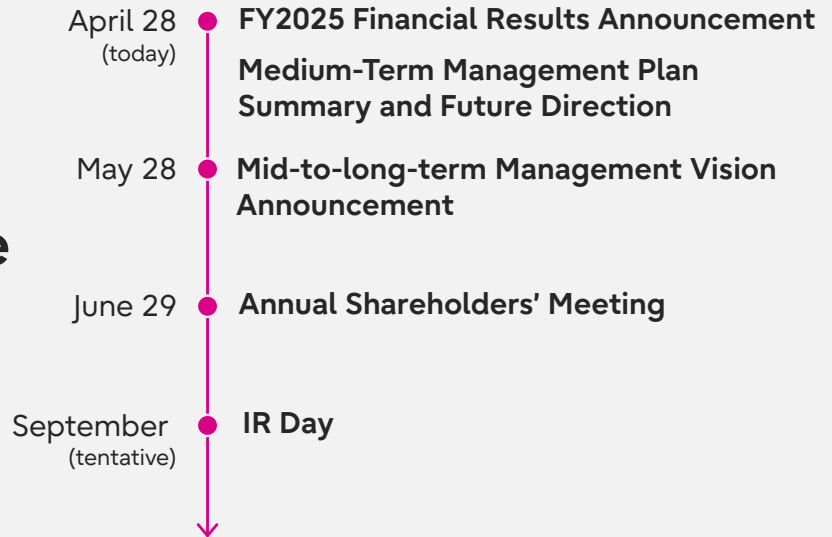 April 28
(today)
FY2025 Financial Results Announcement
Medium-Term Management Plan
Summary and Future Direction
May 28
Mid-to-long-term Management Vision
Announcement
e
June 29
Annual Shareholders’ Meeting
September
(tentative)
IR Day